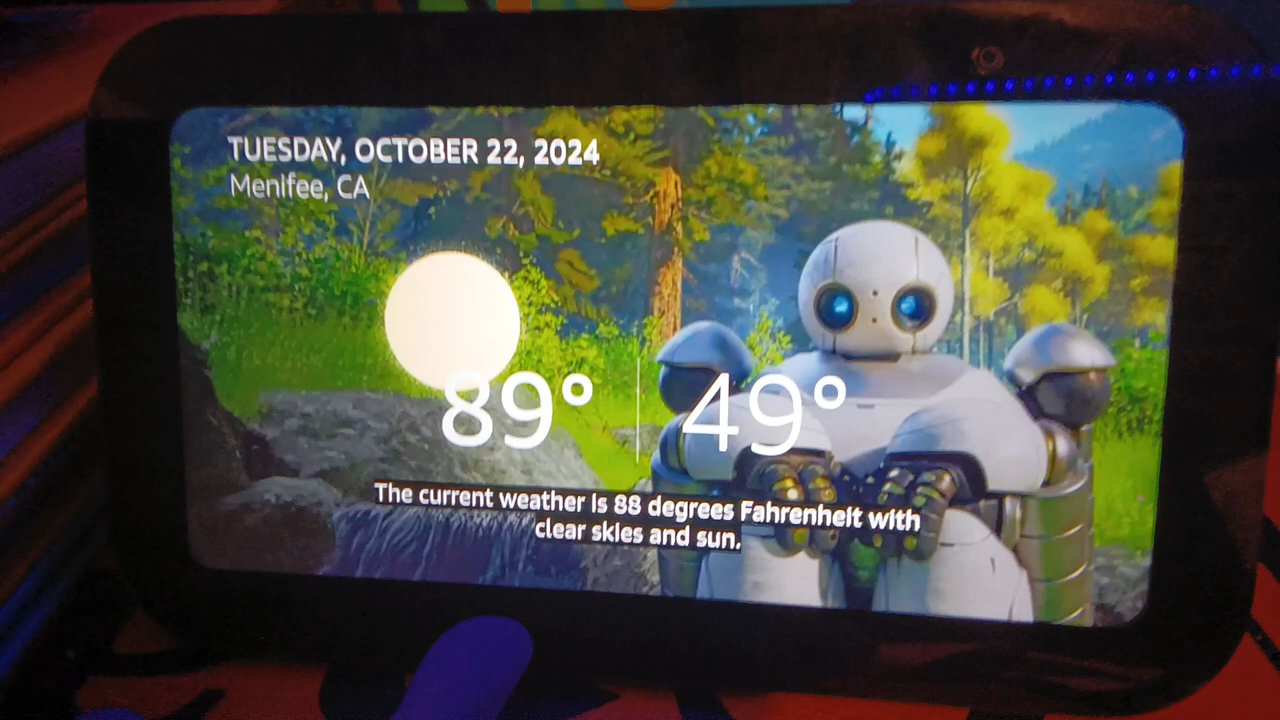 TUESDAY, OCTOBER 22, 2024
Menifee, CA
89° 49°
The current weather is 88 degrees Fahrenheit with
clear skies and sun.